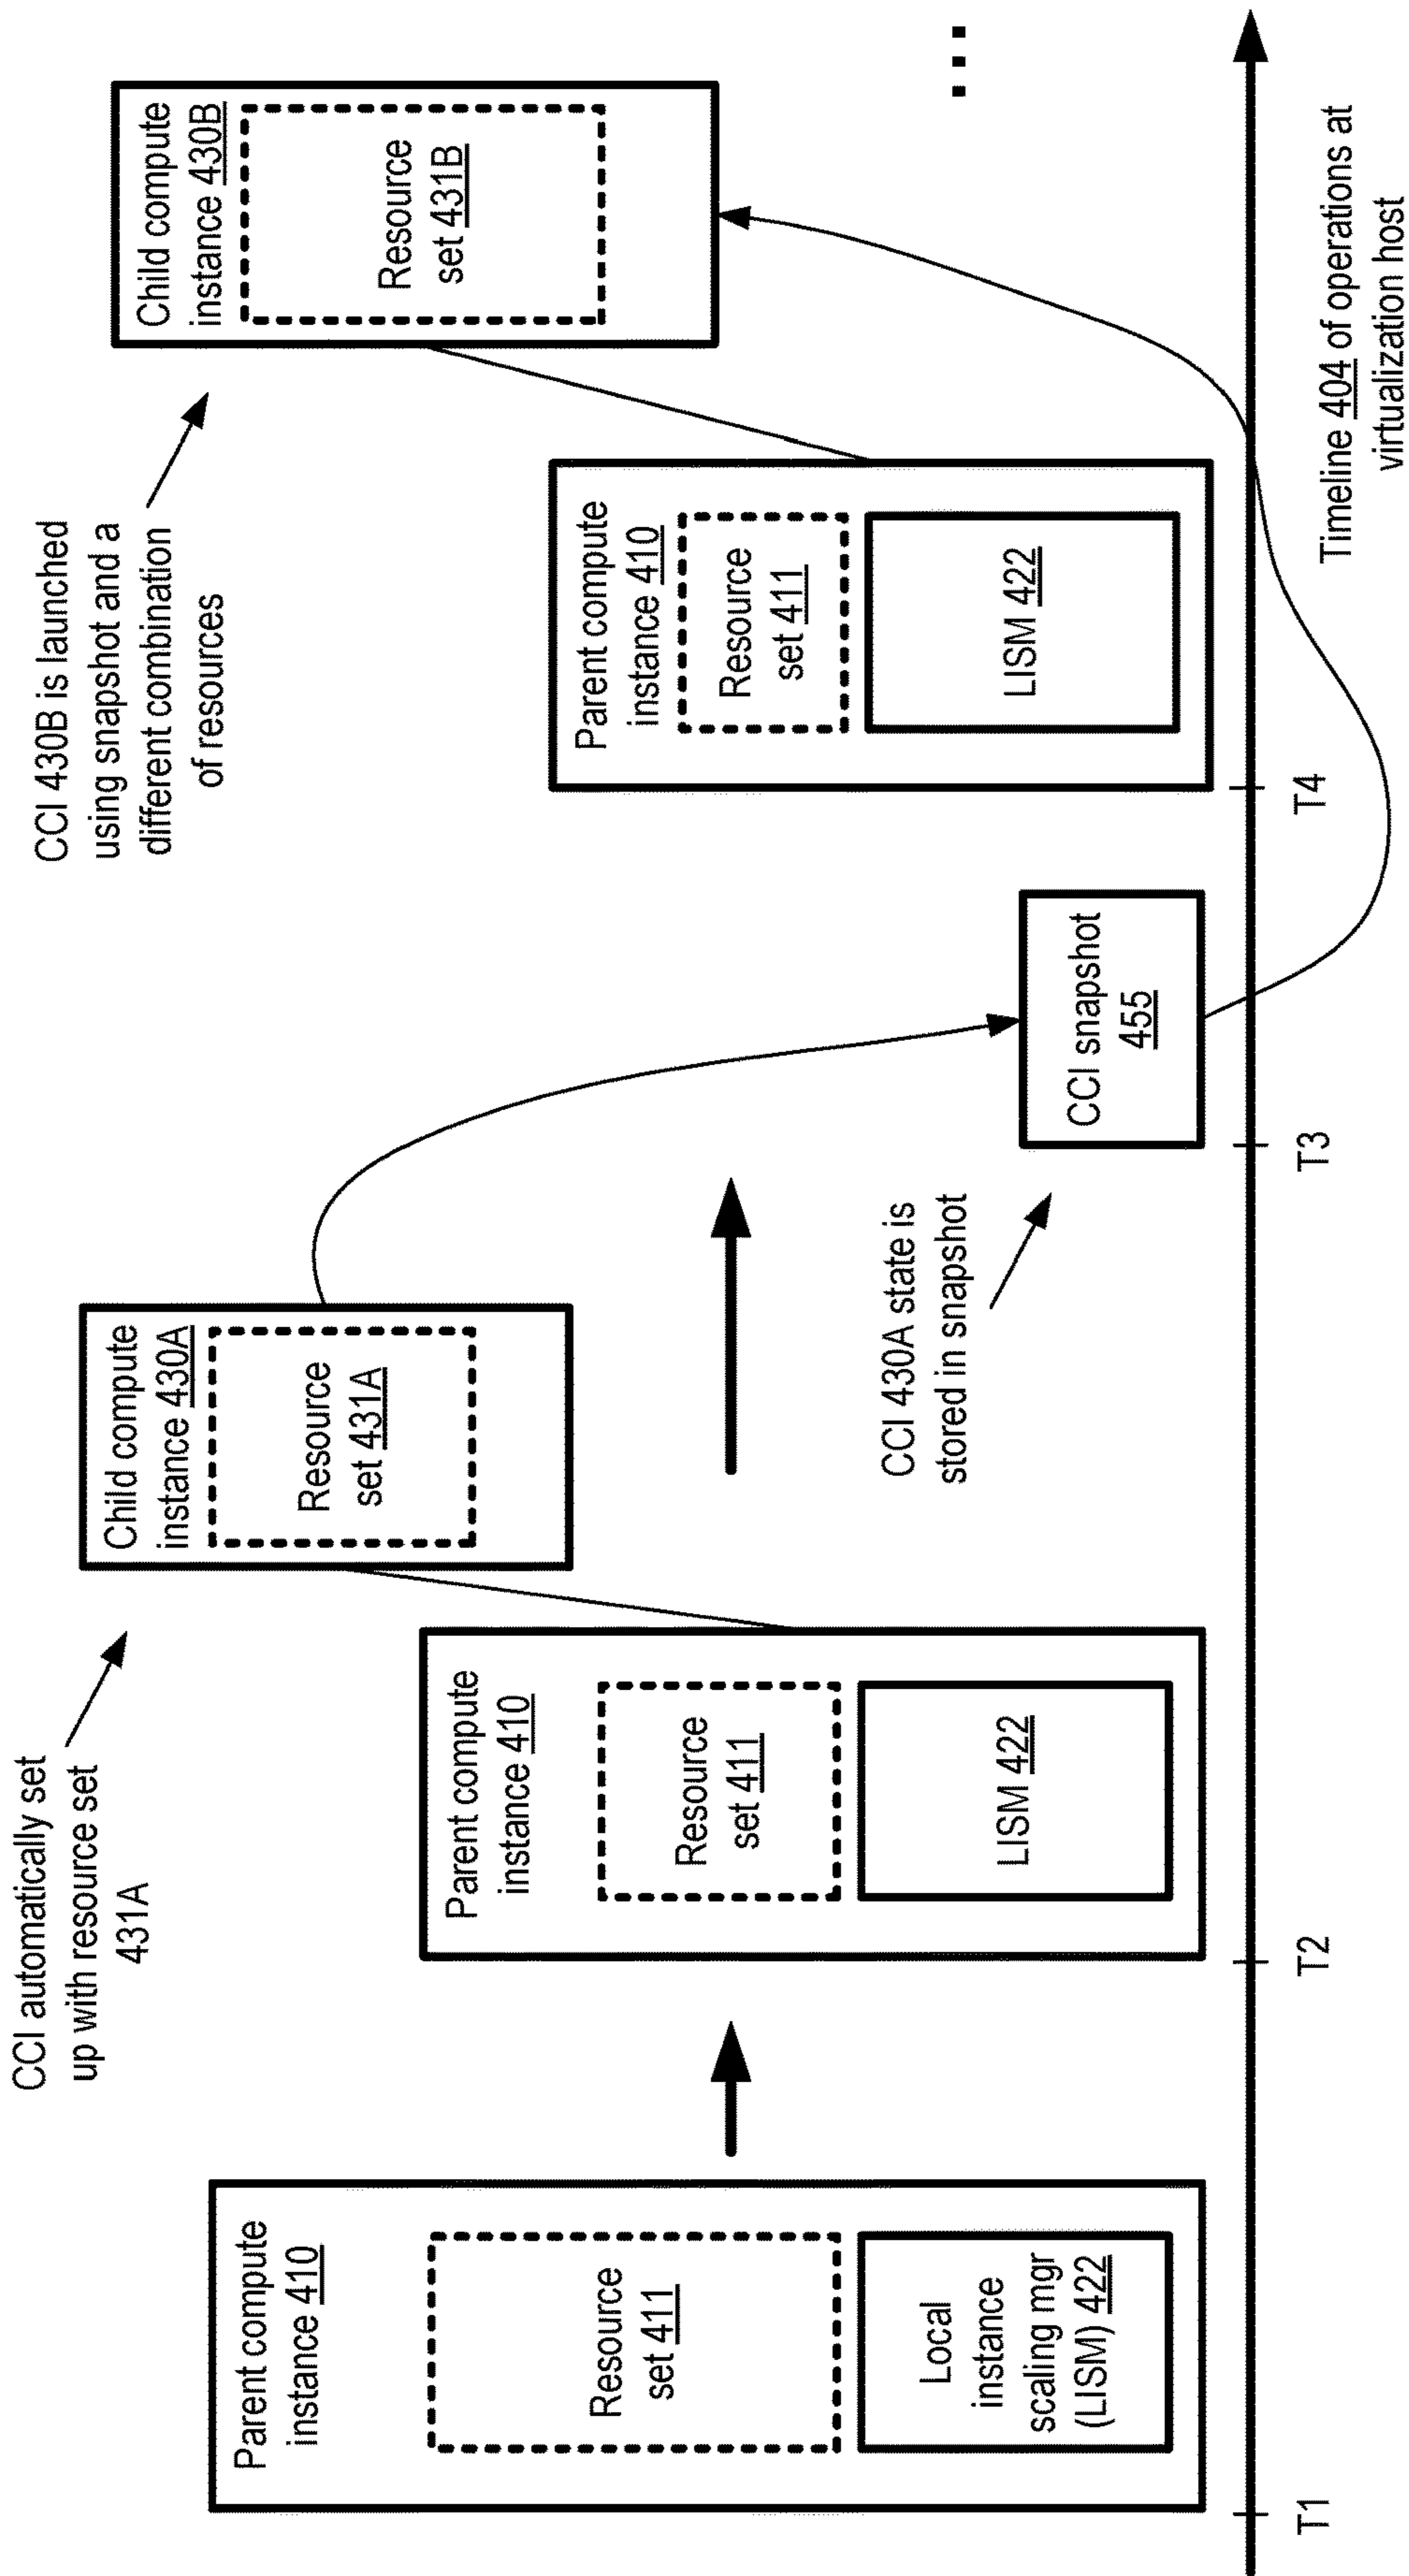 CCI automatically set
up with resource set
431A
CCI 430B is launched
using snapshot and a
different combination
of resources
Parent compute
instance 410
Resource
set 411
Local
instance
scaling mgr
(LISM) 422
Parent compute
instance 410
Resource
set 411
LISM 422
Child compute
instance 430A
Resource
set 431A
CCI 430A state is
stored in snapshot
CCI snapshot
455
Parent compute
instance 410
Resource
set 411
LISM 422
Child compute
instance 430B
Resource
set 431B
T1
T2
T3
T4
Timeline 404 of operations at
virtualization host